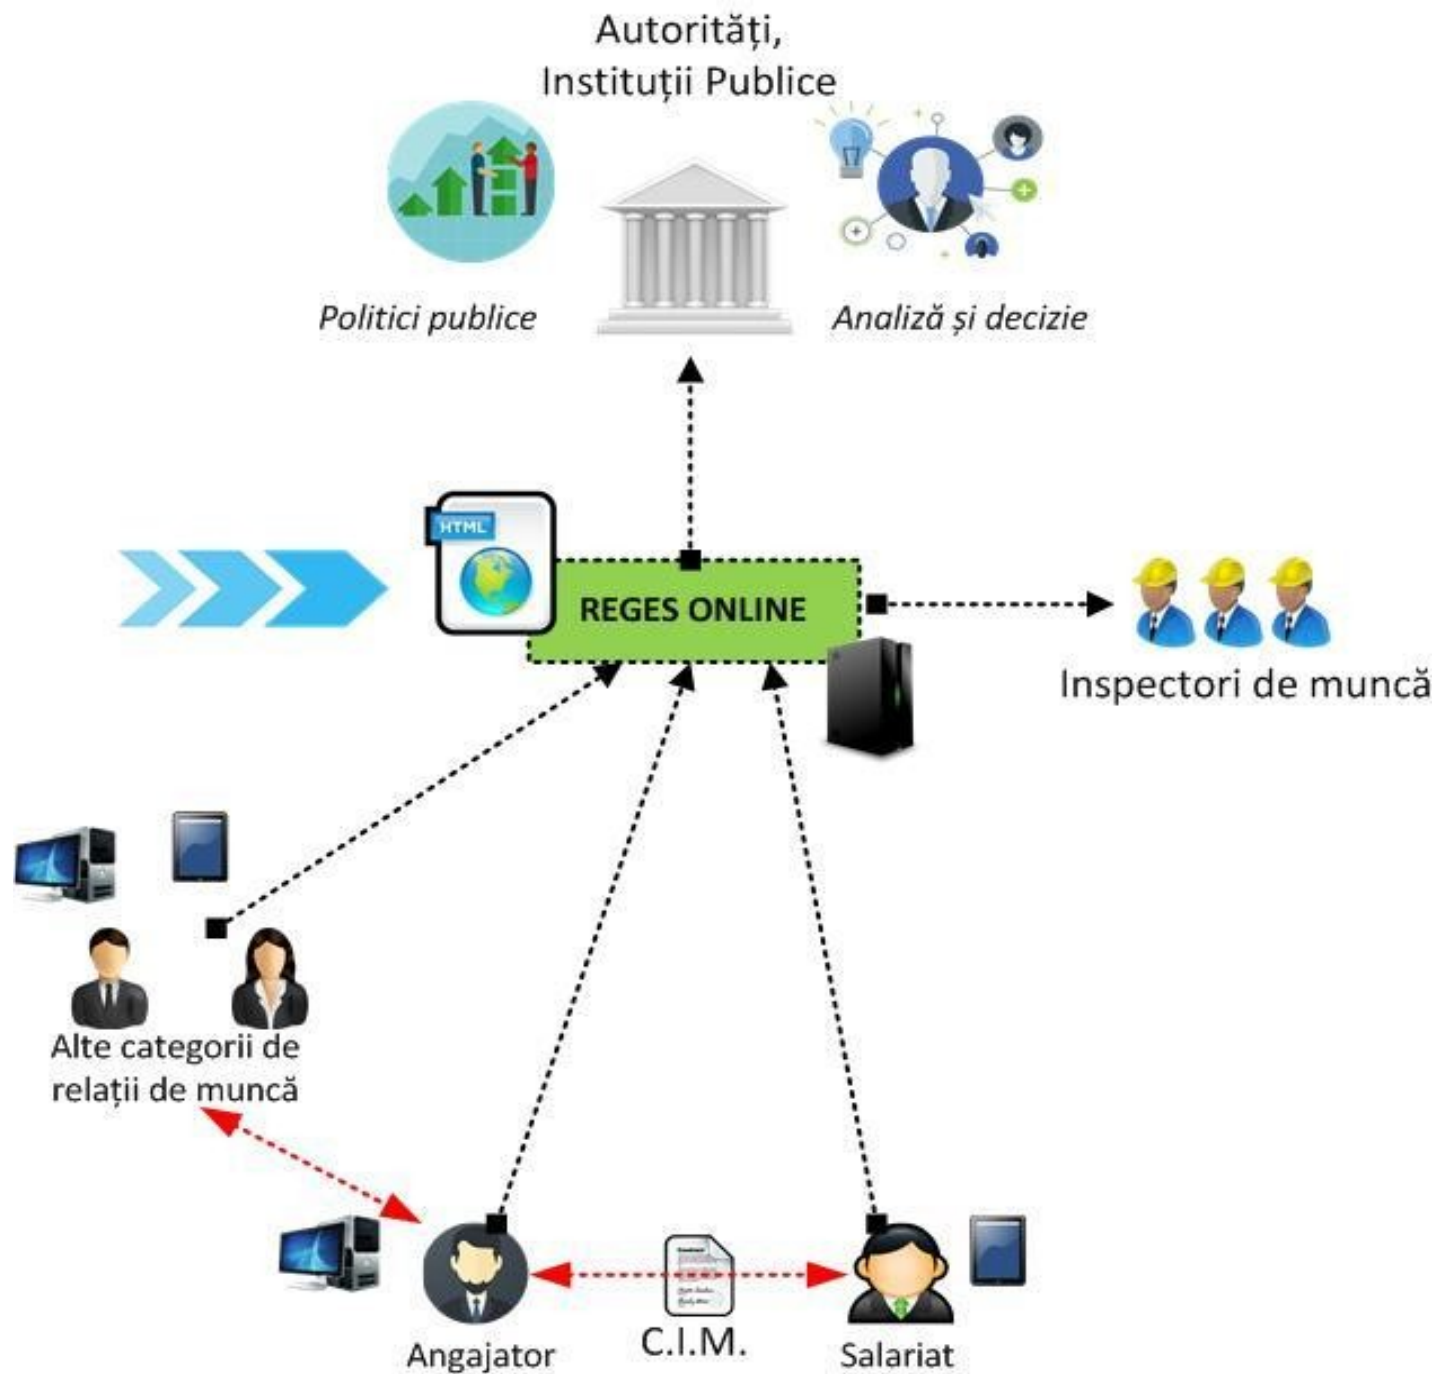 Autorități,
Instituții Publice
Politici publice
Analiză și decizie
HTML
REGES ONLINE
Inspectori de muncă
Alte categorii de
relații de muncă
C.I.M.
Angajator
Salariat